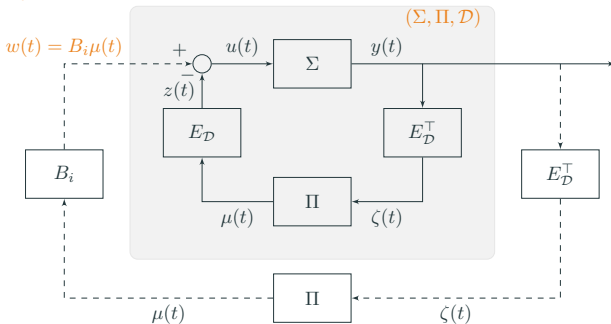 (Σ, Π, 𝒟)
w(t) = B_i μ(t)
+
u(t)
Σ
y(t)
−
z(t)
E_𝒟
E_𝒟^⊤
B_i
E_𝒟^⊤
Π
μ(t)
ζ(t)
Π
μ(t)
ζ(t)